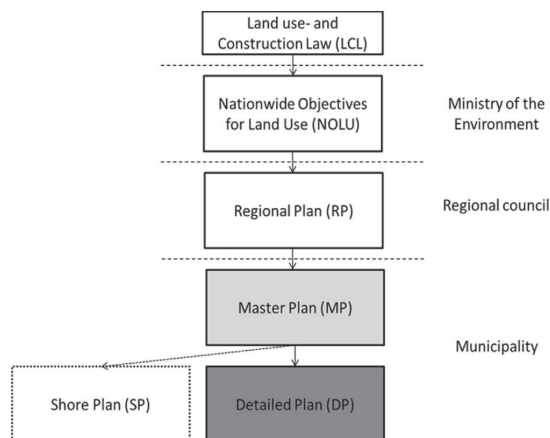 Land use- and
Construction Law (LCL)
Nationwide Objectives
for Land Use (NOLU)
Ministry of the
Environment
Regional Plan (RP)
Regional council
Master Plan (MP)
Municipality
Shore Plan (SP)
Detailed Plan (DP)